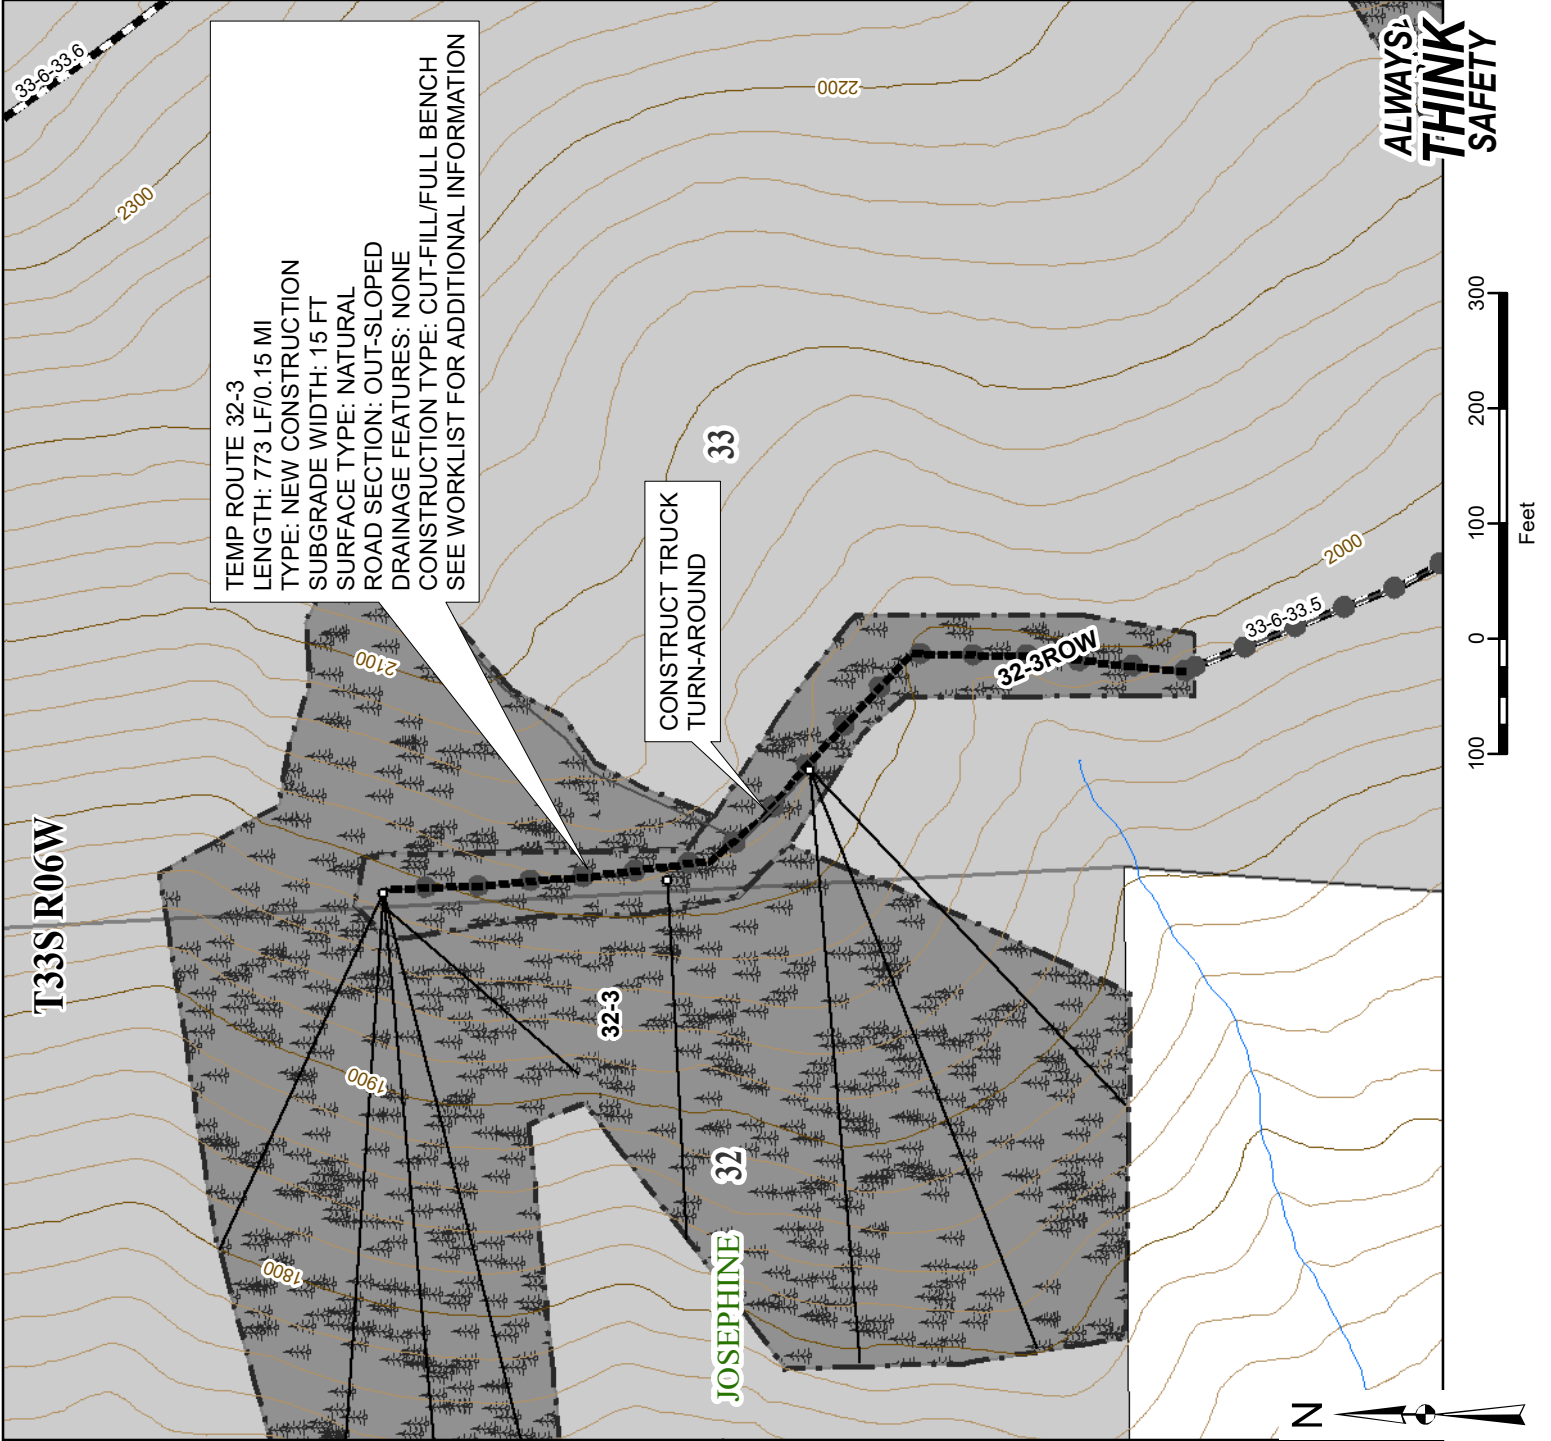 T33S R06W
33-6-33.6
2300
2200
TEMP ROUTE 32-3
LENGTH: 773 LF/0.15 MI
TYPE: NEW CONSTRUCTION
SUBGRADE WIDTH: 15 FT
SURFACE TYPE: NATURAL
ROAD SECTION: OUT-SLOPED
DRAINAGE FEATURES: NONE
CONSTRUCTION TYPE: CUT-FILL/FULL BENCH
SEE WORKLIST FOR ADDITIONAL INFORMATION
2100
1900
1800
33
CONSTRUCT TRUCK
TURN-AROUND
32-3
32
JOSEPHINE
32-3ROW
33-6-33.5
2000
ALWAYS
THINK
SAFETY
N
100 0 100 200 300
Feet